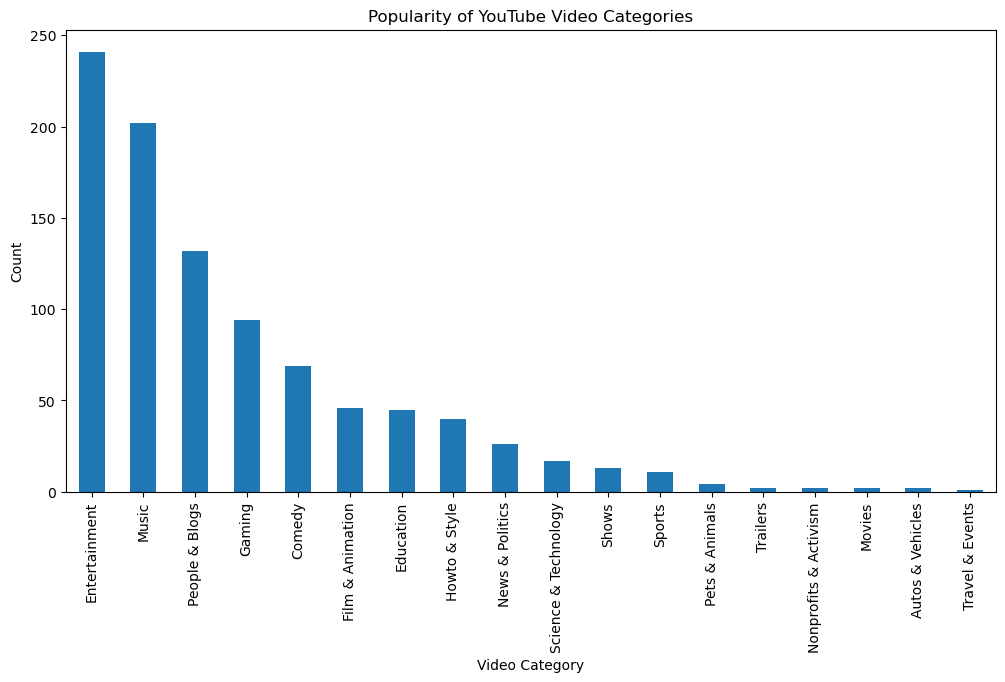 Popularity of YouTube Video Categories
250
200
150
100
50
0
Count
Entertainment
Music
People & Blogs
Gaming
Comedy
Film & Animation
Education
Howto & Style
News & Politics
Science & Technology
Shows
Sports
Pets & Animals
Trailers
Nonprofits & Activism
Movies
Autos & Vehicles
Travel & Events
Video Category